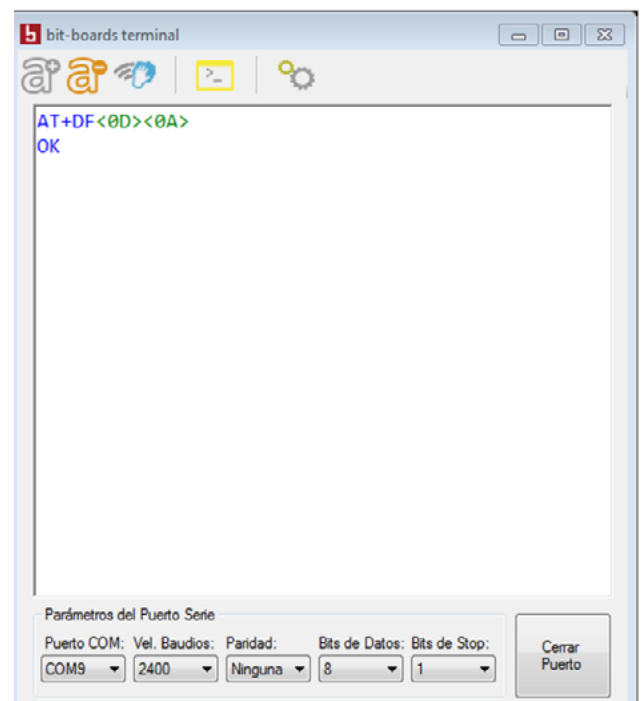 bit-boards terminal
AT+DF<0D><0A>
OK
Parámetros del Puerto Serie
Puerto COM: Vel. Baudios: Paridad: Bits de Datos: Bits de Stop:
COM9 2400 Ninguna 8 1
Cerrar
Puerto